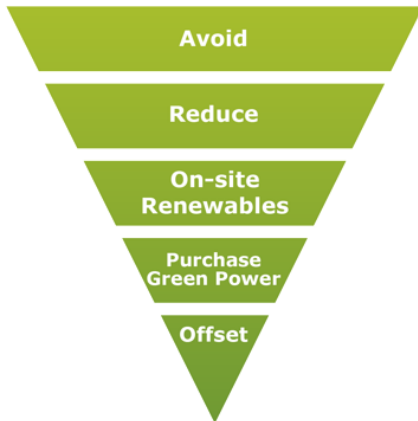 Avoid
Reduce
On-site
Renewables
Purchase
Green Power
Offset